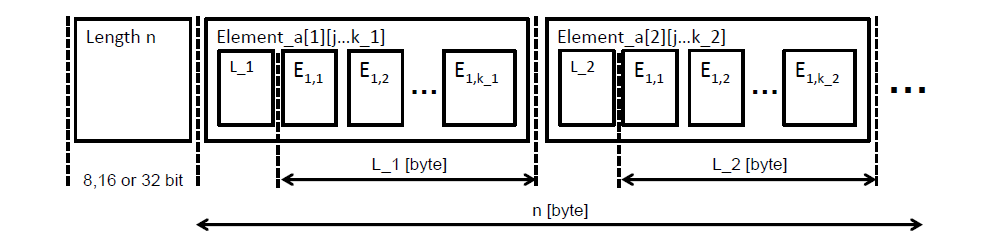 Length n
Element_a[1][j...k_1]
L_1
E1,1
E1,2
...
E1,k_1
Element_a[2][j...k_2]
L_2
E1,1
E1,2
...
E1,k_2
...
L_1 [byte]
L_2 [byte]
8,16 or 32 bit
n [byte]